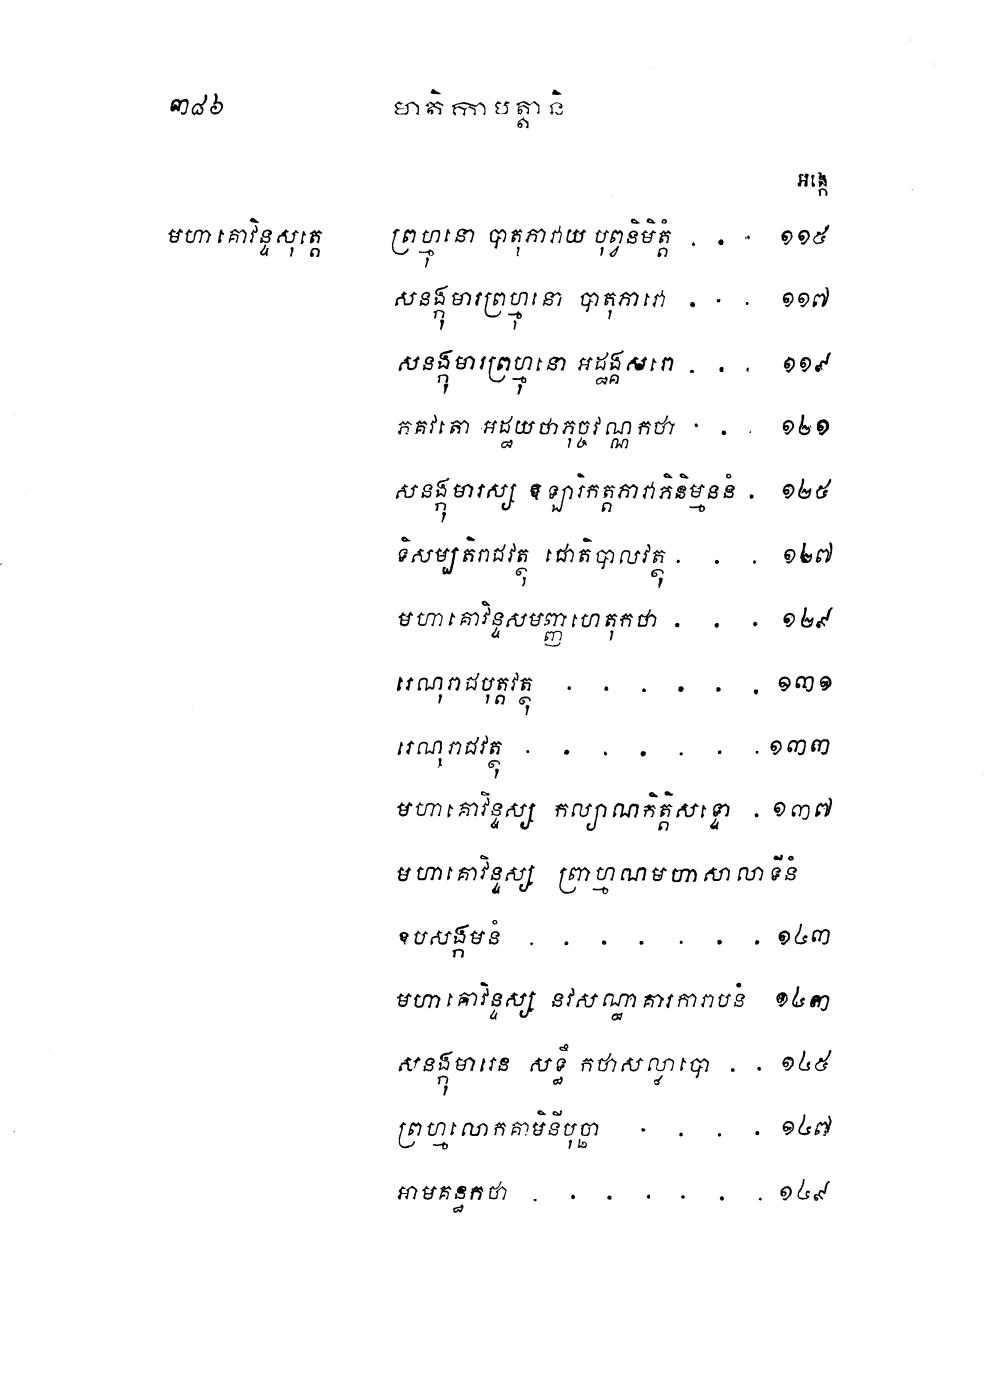 ៣៨៦ មាតិកាបត្តានិ
អង្កេ
មហាគោវិន្ទសុត្តេ ព្រហ្មុនោ បាតុភាវាយ បុព្វនិមិត្តំ . . . ១១៥
សនង្កុមារព្រហ្មុនោ បាតុភាវោ . . . ១១៧
សនង្កុមារព្រហ្មុនោ អដ្ឋង្គសរោ . . . ១១៩
ភគវតោ អដ្ឋយថាភុច្ចវណ្ណកថា . . . ១២១
សនង្កុមារស្ស ឱឡារិកត្តភាវាភិនិម្មននំ . ១២៥
ទិសម្បតិរាជវត្ថុ ជោតិបាលវត្ថុ . . . ១២៧
មហាគោវិន្ទសមញ្ញាហេតុកថា . . . ១២៩
រេណុរាជបុត្តវត្ថុ . . . . . . ១៣១
រេណុរាជវត្ថុ . . . . . . . ១៣៣
មហាគោវិន្ទស្ស កល្យាណកិត្តិសទ្ទោ . ១៣៧
មហាគោវិន្ទស្ស ព្រាហ្មណមហាសាលាទីនំ
ឧបសង្កមនំ . . . . . . . ១៤៣
មហាគោវិន្ទស្ស នវសណ្ឋាគារការាបនំ ១៤៣
សនង្កុមារេន សទ្ធឹ កថាសល្លាបោ . . ១៤៥
ព្រហ្មលោកគាមិនីបុច្ឆា . . . . ១៤៧
អាមគន្ធកថា . . . . . . . ១៤៩